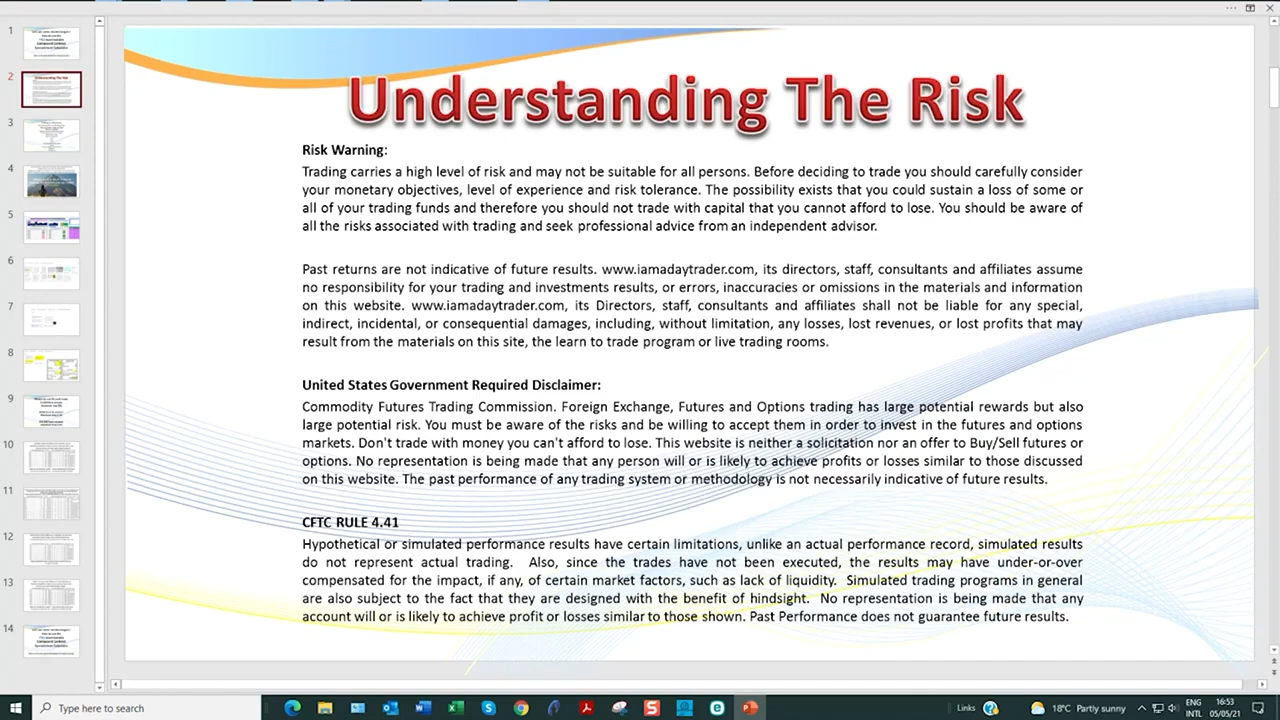 Understanding The Risk
Risk Warning:
Trading carries a high level of risk and may not be suitable for all persons. Before deciding to trade you should carefully consider
your monetary objectives, level of experience and risk tolerance. The possibility exists that you could sustain a loss of some or
all of your trading funds and therefore you should not trade with capital that you cannot afford to lose. You should be aware of
all the risks associated with trading and seek professional advice from an independent advisor.
Past returns are not indicative of future results. www.iamadaytrader.com, its directors, staff, consultants and affiliates assume
no responsibility for your trading and investments results, or errors, inaccuracies or omissions in the materials and information
on this website. www.iamadaytrader.com, its Directors, staff, consultants and affiliates shall not be liable for any special,
indirect, incidental, or consequential damages, including, without limitation, any losses, lost revenues, or lost profits that may
result from the materials on this site, the learn to trade program or live trading rooms.
United States Government Required Disclaimer:
Commodity Futures Trading Commission. Foreign Exchange, Futures and Options trading has large potential rewards but also
large potential risk. You must be aware of the risks and be willing to accept them in order to invest in the futures and options
markets. Don't trade with money you can't afford to lose. This website is neither a solicitation nor an offer to Buy/Sell futures or
options. No representation is being made that any person will or is likely to achieve profits or losses similar to those discussed
on this website. The past performance of any trading system or methodology is not necessarily indicative of future results.
CFTC RULE 4.41
Hypothetical or simulated performance results have certain limitations, unlike an actual performance record, simulated results
do not represent actual trading. Also, since the trades have not been executed, the results may have under-or-over
compensated for the impact, if any, of certain market factors, such as lack of liquidity. Simulated trading programs in general
are also subject to the fact that they are designed with the benefit of hindsight. No representation is being made that any
account will or is likely to achieve profit or losses similar to those shown. Past Performance does not guarantee future results.
1
2
Understanding The Risk
3
4
5
6
7
8
9
10
11
12
13
14
Type here to search
Links
18°C Partly sunny
ENG
INTL
16:53
05/05/21